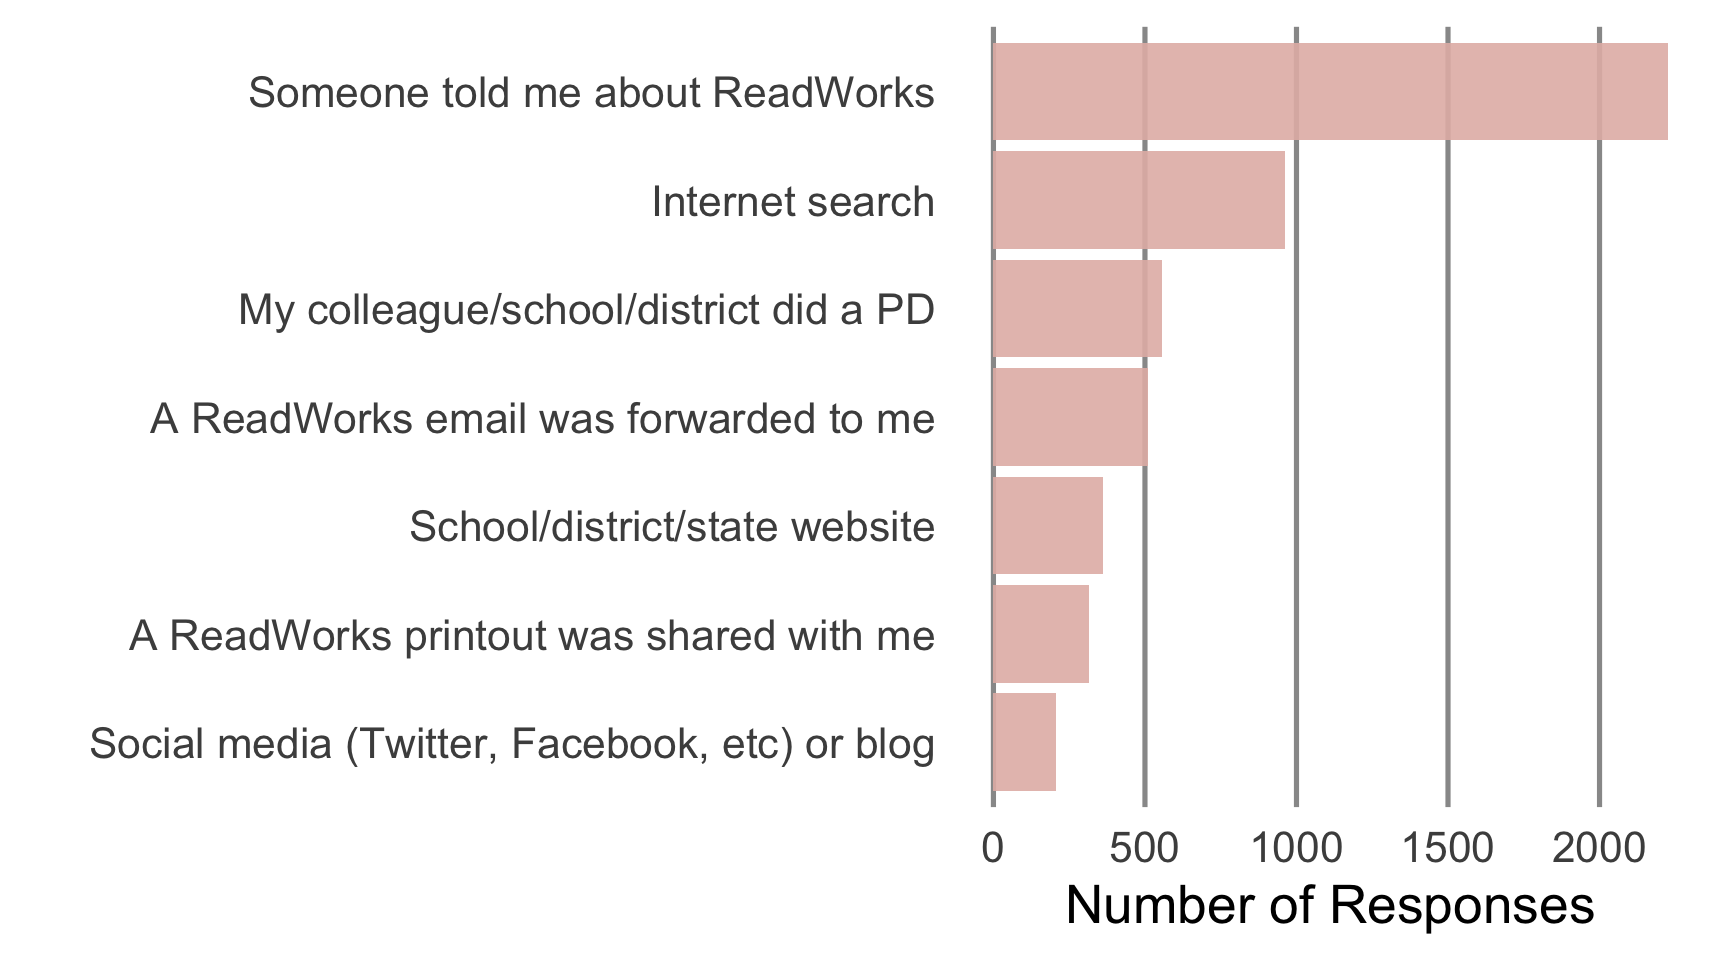 Someone told me about ReadWorks
Internet search
My colleague/school/district did a PD
A ReadWorks email was forwarded to me
School/district/state website
A ReadWorks printout was shared with me
Social media (Twitter, Facebook, etc) or blog
0 500 1000 1500 2000
Number of Responses